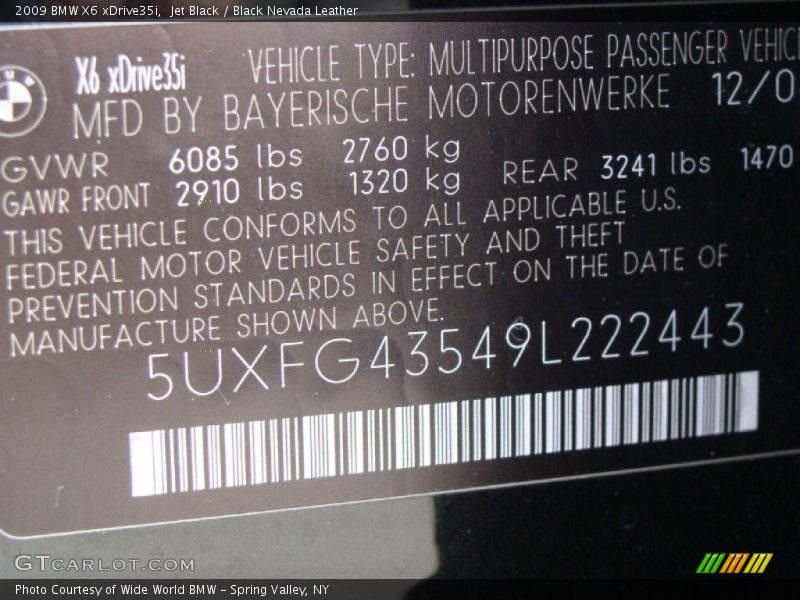 2009 BMW X6 xDrive35i, Jet Black / Black Nevada Leather
X6 xDrive35i VEHICLE TYPE: MULTIPURPOSE PASSENGER VEHIC
MFD BY BAYERISCHE MOTORENWERKE 12/0
GVWR 6085 lbs 2760 kg
GAWR FRONT 2910 lbs 1320 kg REAR 3241 lbs 1470
THIS VEHICLE CONFORMS TO ALL APPLICABLE U.S.
FEDERAL MOTOR VEHICLE SAFETY AND THEFT
PREVENTION STANDARDS IN EFFECT ON THE DATE OF
MANUFACTURE SHOWN ABOVE.
5UXFG43549L222443
GTCARLOT.COM
Photo Courtesy of Wide World BMW - Spring Valley, NY